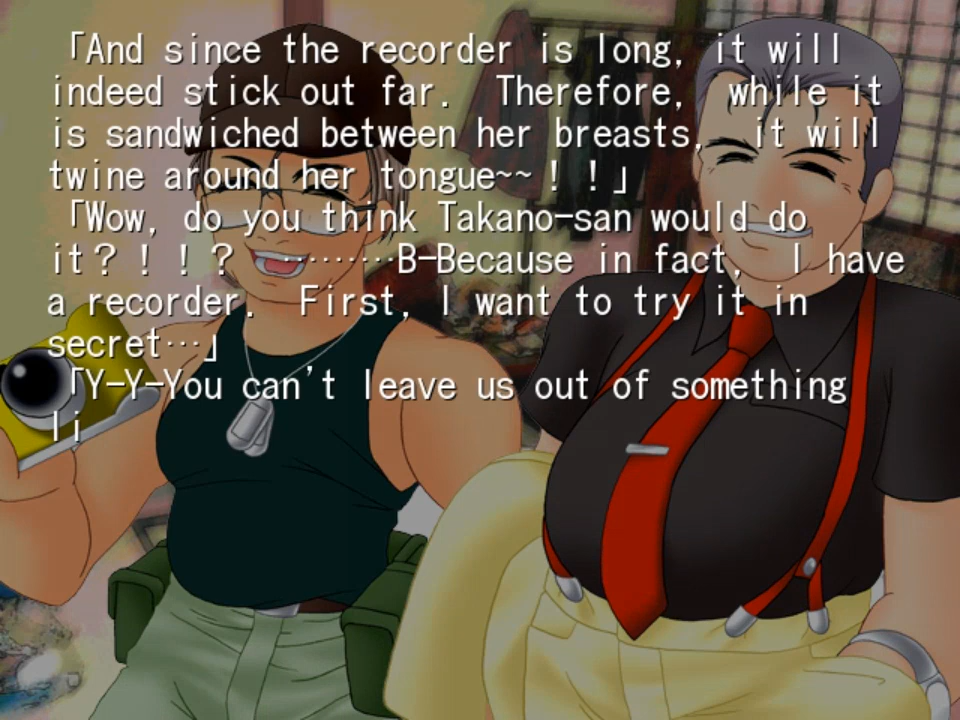 「And since the recorder is long, it will
indeed stick out far. Therefore, while it
is sandwiched between her breasts, it will
twine around her tongue~~！！」
「Wow, do you think Takano-san would do
it？！！？ ………B-Because in fact, I have
a recorder. First, I want to try it in
secret…」
「Y-Y-You can't leave us out of something
li